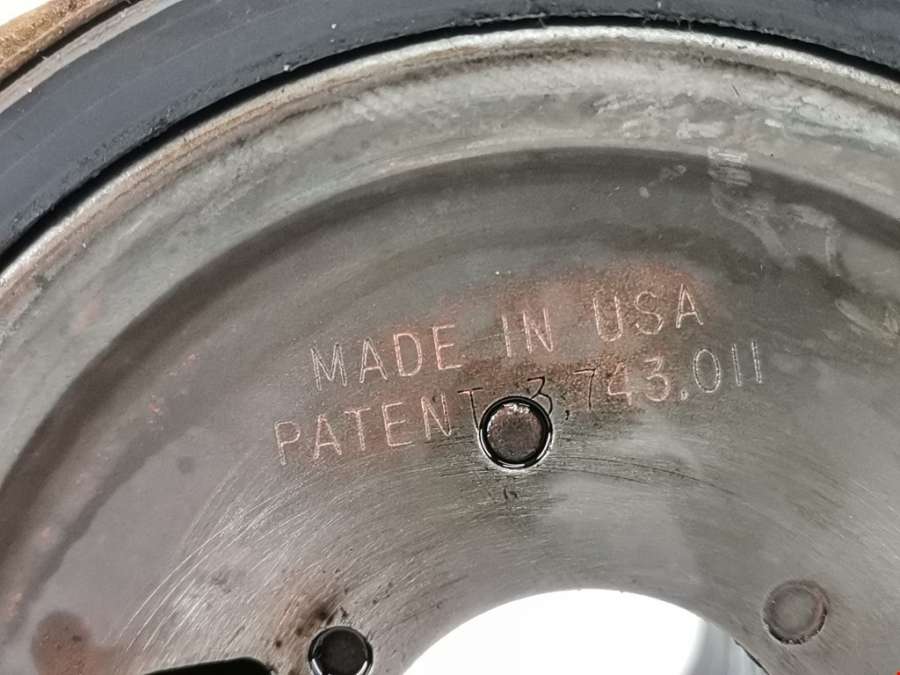 MADE IN USA
PATENT 3,743,011